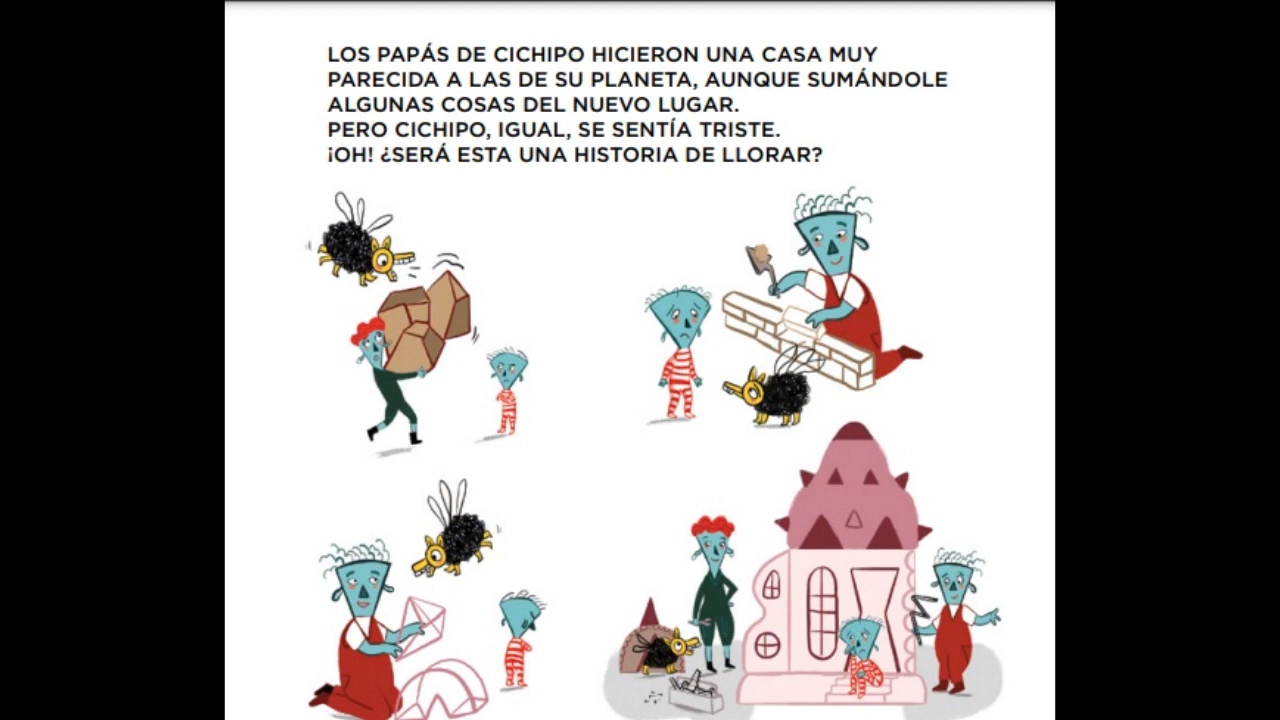 LOS PAPÁS DE CICHIPO HICIERON UNA CASA MUY
PARECIDA A LAS DE SU PLANETA, AUNQUE SUMÁNDOLE
ALGUNAS COSAS DEL NUEVO LUGAR.
PERO CICHIPO, IGUAL, SE SENTÍA TRISTE.
¡OH! ¿SERÁ ESTA UNA HISTORIA DE LLORAR?